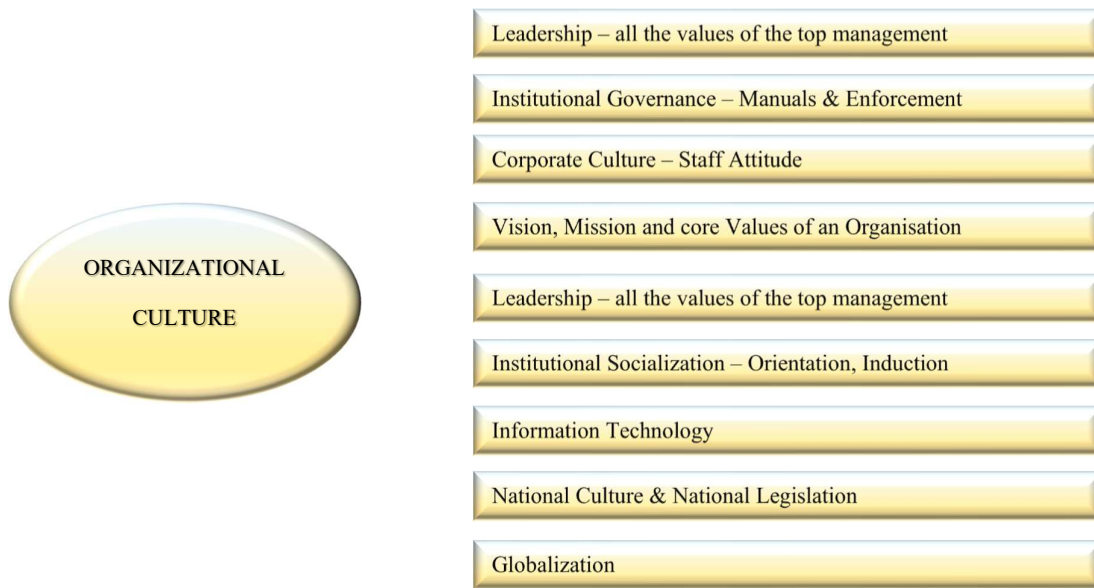 Leadership – all the values of the top management
Institutional Governance – Manuals & Enforcement
Corporate Culture – Staff Attitude
Vision, Mission and core Values of an Organisation
ORGANIZATIONAL
CULTURE
Leadership – all the values of the top management
Institutional Socialization – Orientation, Induction
Information Technology
National Culture & National Legislation
Globalization